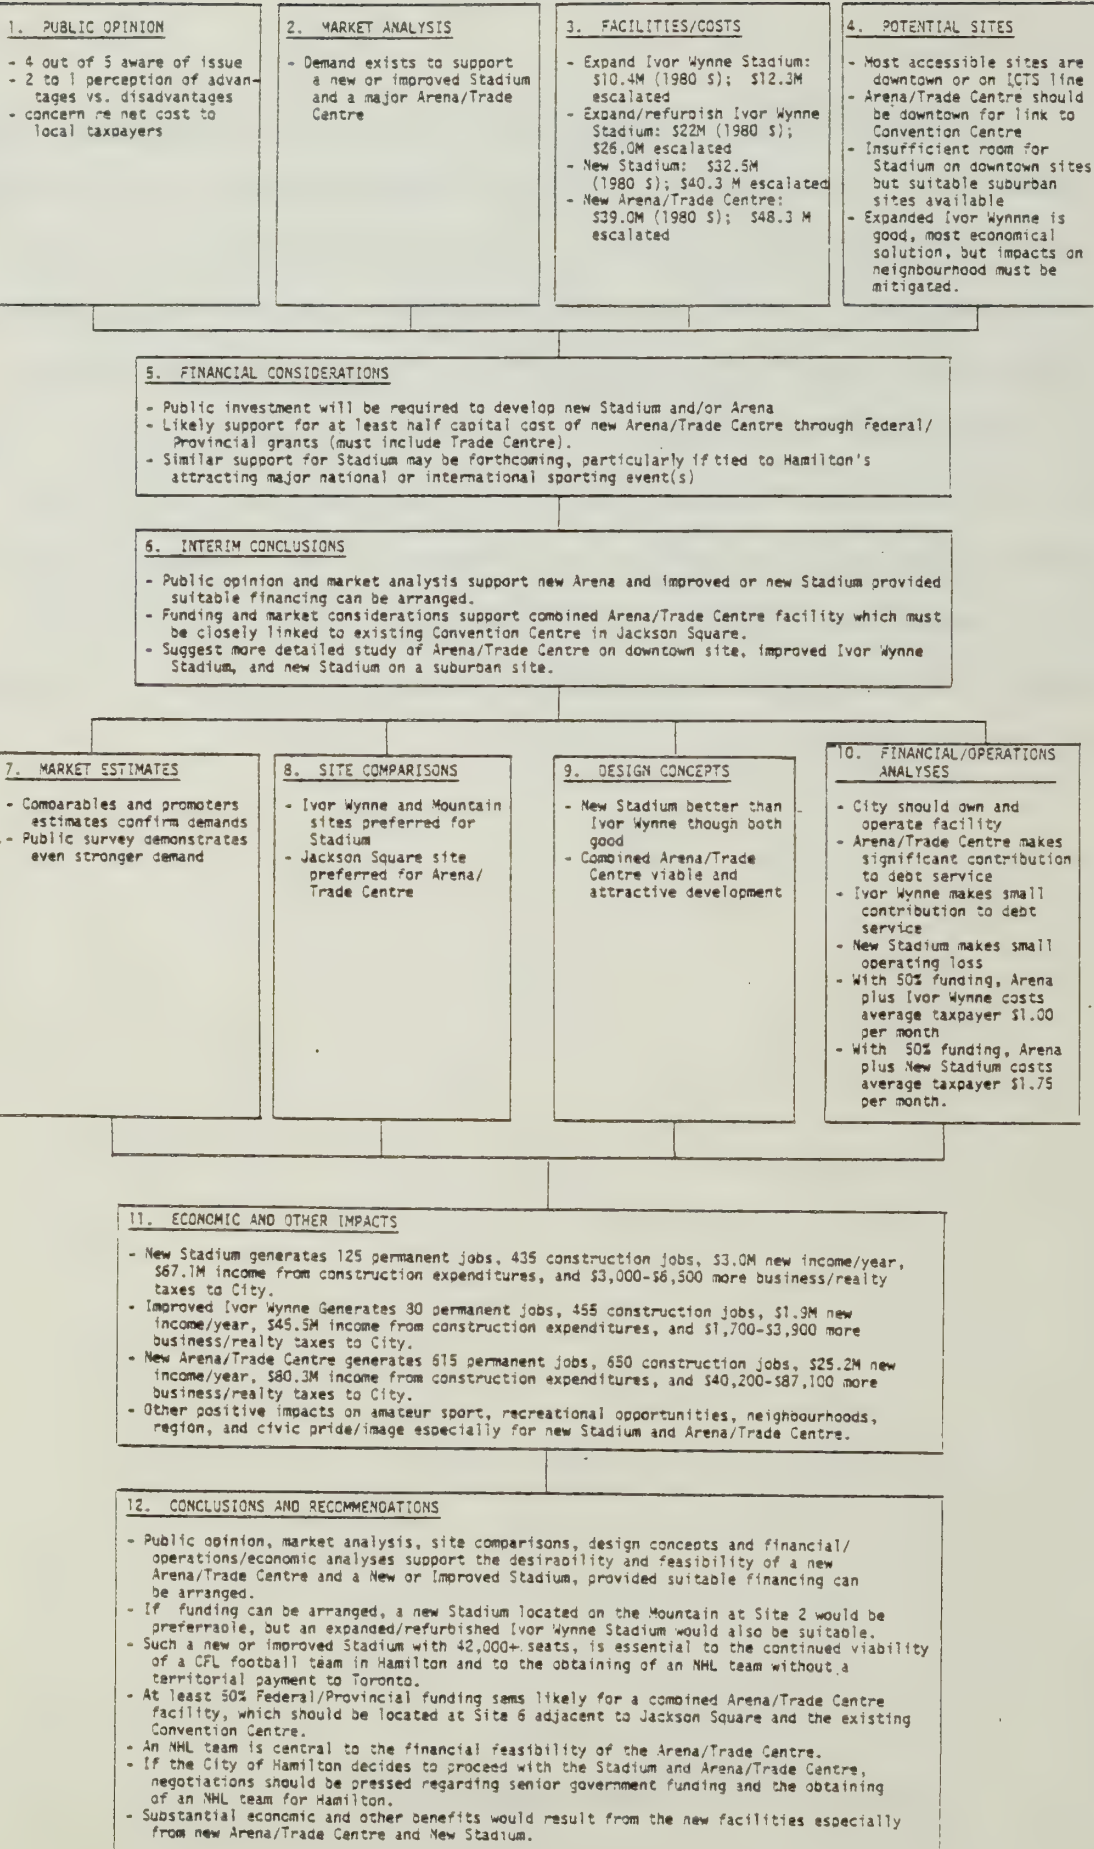 1. PUBLIC OPINION
- 4 out of 5 aware of issue
- 2 to 1 perception of advan-
tages vs. disadvantages
- concern re net cost to
local taxpayers
2. MARKET ANALYSIS
- Demand exists to support
a new or improved Stadium
and a major Arena/Trade
Centre
3. FACILITIES/COSTS
- Expand Ivor Wynne Stadium:
$10.4M (1980 $); $12.3M
escalated
- Expand/refurbish Ivor Wynne
Stadium: $22M (1980 $);
$26.0M escalated
- New Stadium: $32.5M
(1980 $); $40.3 M escalated
- New Arena/Trade Centre:
$39.0M (1980 $); $48.3 M
escalated
4. POTENTIAL SITES
- Most accessible sites are
downtown or on ICTS line
- Arena/Trade Centre should
be downtown for link to
Convention Centre
- Insufficient room for
Stadium on downtown sites
but suitable suburban
sites available
- Expanded Ivor Wynnne is
good, most economical
solution, but impacts on
neignbourhood must be
mitigated.
5. FINANCIAL CONSIDERATIONS
- Public investment will be required to develop new Stadium and/or Arena
- Likely support for at least half capital cost of new Arena/Trade Centre through Federal/
Provincial grants (must include Trade Centre).
- Similar support for Stadium may be forthcoming, particularly if tied to Hamilton's
attracting major national or international sporting event(s)
6. INTERIM CONCLUSIONS
- Public opinion and market analysis support new Arena and improved or new Stadium provided
suitable financing can be arranged.
- Funding and market considerations support combined Arena/Trade Centre facility which must
be closely linked to existing Convention Centre in Jackson Square.
- Suggest more detailed study of Arena/Trade Centre on downtown site, improved Ivor Wynne
Stadium, and new Stadium on a suburban site.
7. MARKET ESTIMATES
- Comparables and promoters
estimates confirm demands
- Public survey demonstrates
even stronger demand
8. SITE COMPARISONS
- Ivor Wynne and Mountain
sites preferred for
Stadium
- Jackson Square site
preferred for Arena/
Trade Centre
9. DESIGN CONCEPTS
- New Stadium better than
Ivor Wynne though both
good
- Combined Arena/Trade
Centre viable and
attractive development
10. FINANCIAL/OPERATIONS
ANALYSES
- City should own and
operate facility
- Arena/Trade Centre makes
significant contribution
to debt service
- Ivor Wynne makes small
contribution to debt
service
- New Stadium makes small
operating loss
- With 50% funding, Arena
plus Ivor Wynne costs
average taxpayer $1.00
per month
- With 50% funding, Arena
plus New Stadium costs
average taxpayer $1.75
per month.
11. ECONOMIC AND OTHER IMPACTS
- New Stadium generates 125 permanent jobs, 435 construction jobs, $3.0M new income/year,
$67.1M income from construction expenditures, and $3,000-$6,500 more business/realty
taxes to City.
- Improved Ivor Wynne Generates 80 permanent jobs, 455 construction jobs, $1.9M new
income/year, $45.5M income from construction expenditures, and $1,700-$3,900 more
business/realty taxes to City.
- New Arena/Trade Centre generates 615 permanent jobs, 650 construction jobs, $25.2M new
income/year, $80.3M income from construction expenditures, and $40,200-$87,100 more
business/realty taxes to City.
- Other positive impacts on amateur sport, recreational opportunities, neighbourhoods,
region, and civic pride/image especially for new Stadium and Arena/Trade Centre.
12. CONCLUSIONS AND RECOMMENDATIONS
- Public opinion, market analysis, site comparisons, design concepts and financial/
operations/economic analyses support the desirability and feasibility of a new
Arena/Trade Centre and a New or Improved Stadium, provided suitable financing can
be arranged.
- If funding can be arranged, a new Stadium located on the Mountain at Site 2 would be
preferrable, but an expanded/refurbished Ivor Wynne Stadium would also be suitable.
- Such a new or improved Stadium with 42,000+ seats, is essential to the continued viability
of a CFL football team in Hamilton and to the obtaining of an NHL team without a
territorial payment to Toronto.
- At least 50% Federal/Provincial funding sems likely for a combined Arena/Trade Centre
facility, which should be located at Site 6 adjacent to Jackson Square and the existing
Convention Centre.
- An NHL team is central to the financial feasibility of the Arena/Trade Centre.
- If the City of Hamilton decides to proceed with the Stadium and Arena/Trade Centre,
negotiations should be pressed regarding senior government funding and the obtaining
of an NHL team for Hamilton.
- Substantial economic and other benefits would result from the new facilities especially
from new Arena/Trade Centre and New Stadium.